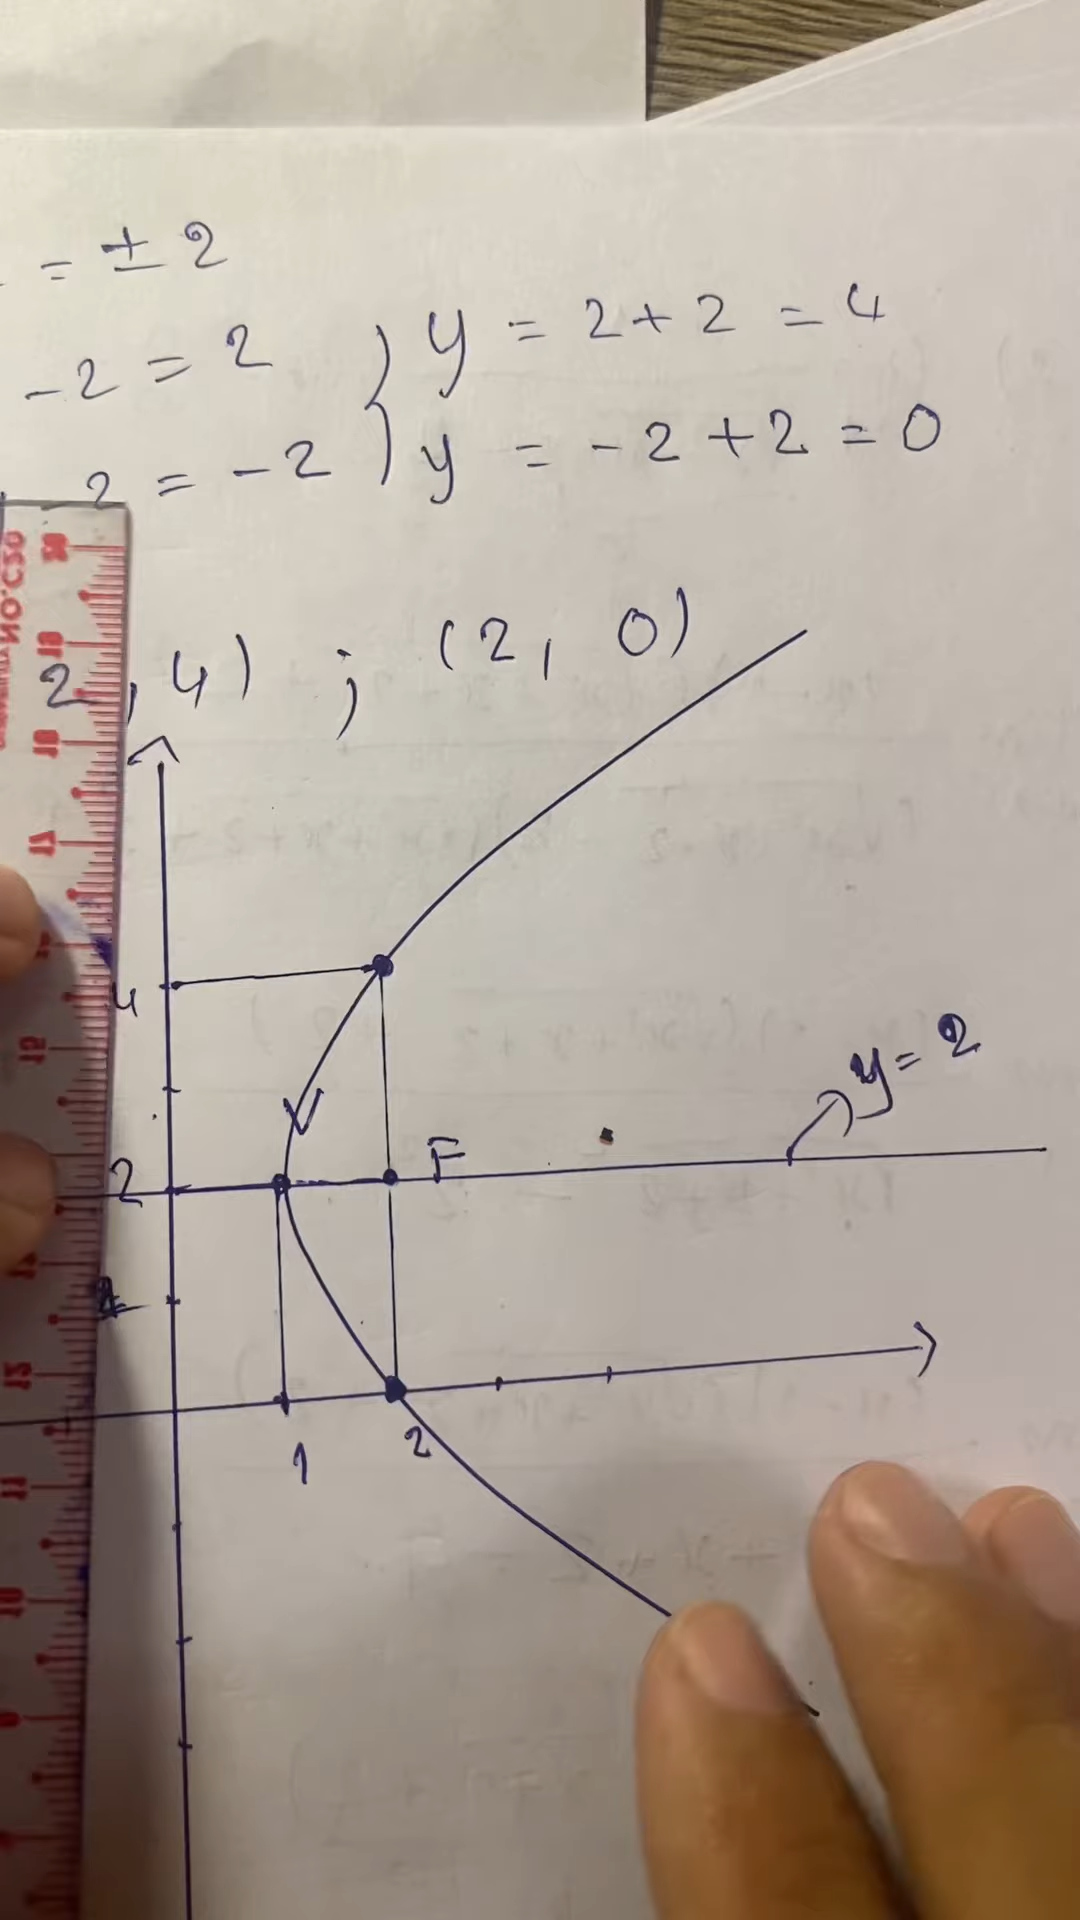 = ± 2
-2 = 2 } y = 2 + 2 = 4
2 = -2 } y = -2 + 2 = 0
2, 4) ; (2, 0)
4
y = 2
V
F
2
1
2